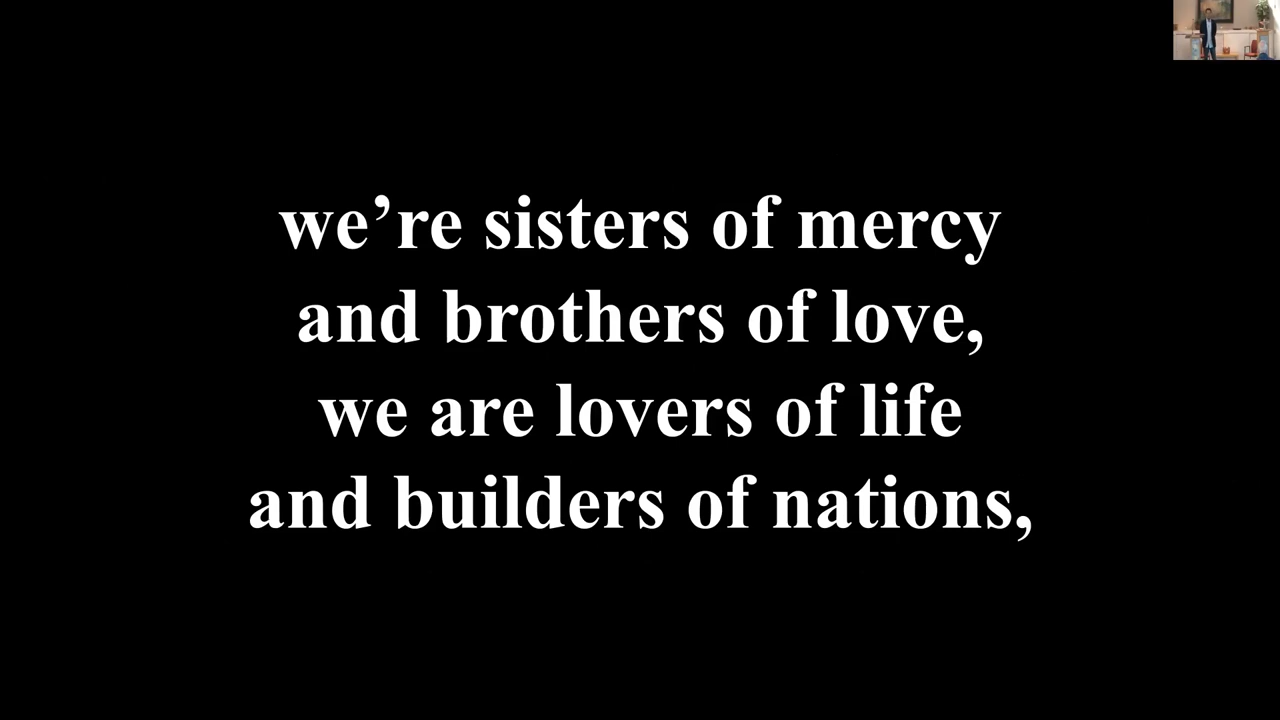 we’re sisters of mercy
and brothers of love,
we are lovers of life
and builders of nations,